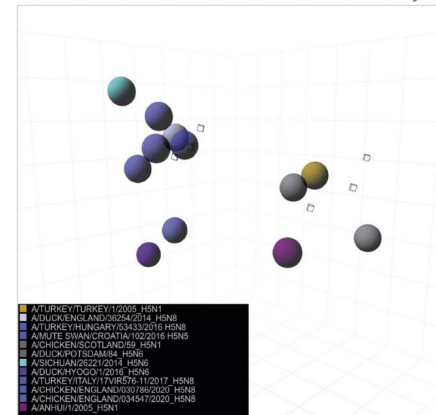 A/TURKEY/TURKEY/1/2005_H5N1
A/DUCK/ENGLAND/36254/2014_H5N8
A/TURKEY/HUNGARY/53433/2016 H5N8
A/MUTE SWAN/CROATIA/102/2016 H5N5
A/CHICKEN/SCOTLAND/59_H5N1
A/DUCK/POTSDAM/84_H5N6
A/SICHUAN/26221/2014_H5N6
A/DUCK/HYOGO/1/2016_H5N6
A/TURKEY/ITALY/17VIR576-11/2017_H5N8
A/CHICKEN/ENGLAND/030786/2020_H5N8
A/CHICKEN/ENGLAND/034547/2020_H5N8
A/ANHUI/1/2005_H5N1